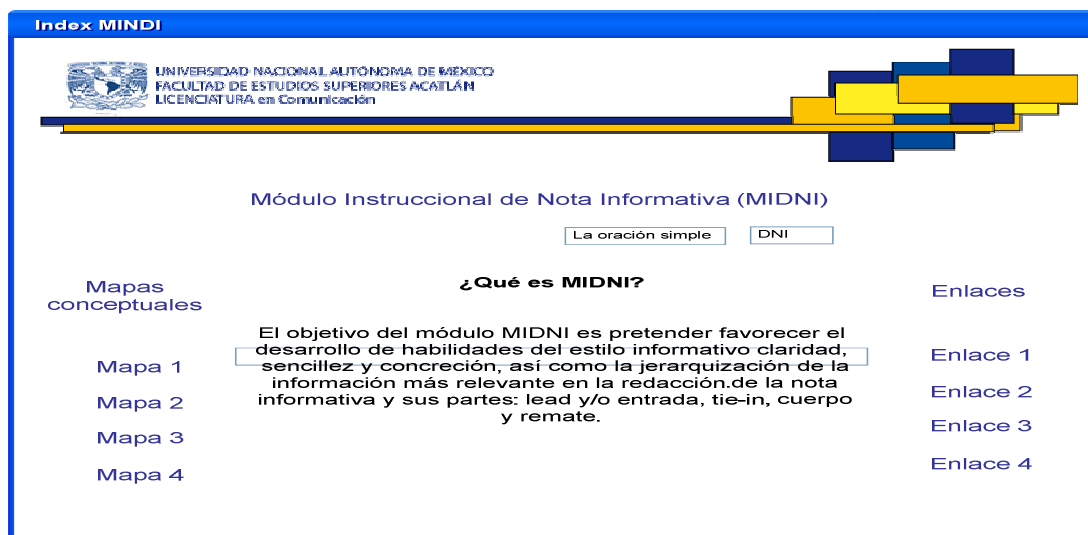 Index MINDI
UNIVERSIDAD NACIONAL AUTÓNOMA DE MÉXICO
FACULTAD DE ESTUDIOS SUPERIORES ACATLÁN
LICENCIATURA en Comunicación
Módulo Instruccional de Nota Informativa (MIDNI)
La oración simple
DNI
Mapas
conceptuales
Mapa 1
Mapa 2
Mapa 3
Mapa 4
¿Qué es MIDNI?
El objetivo del módulo MIDNI es pretender favorecer el
desarrollo de habilidades del estilo informativo claridad,
sencillez y concreción, así como la jerarquización de la
información más relevante en la redacción.de la nota
informativa y sus partes: lead y/o entrada, tie-in, cuerpo
y remate.
Enlaces
Enlace 1
Enlace 2
Enlace 3
Enlace 4